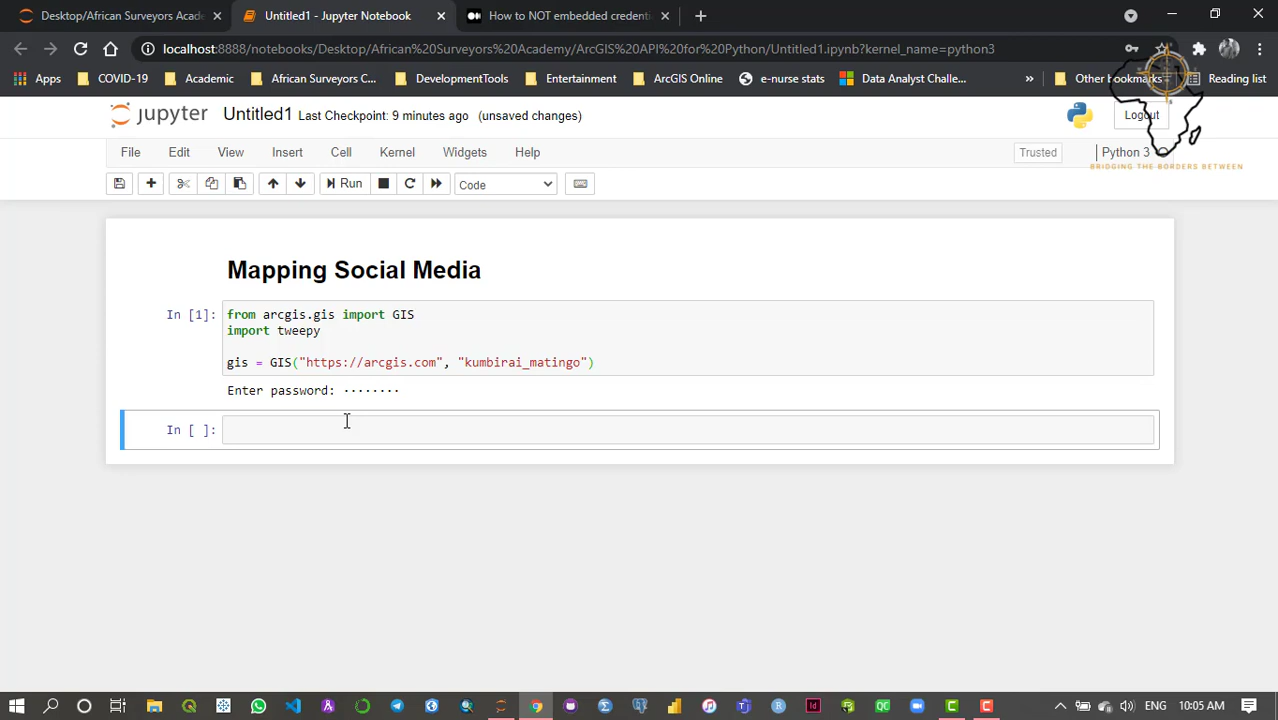 Desktop/African Surveyors Acade
Untitled1 - Jupyter Notebook
How to NOT embedded credenti
localhost:8888/notebooks/Desktop/African%20Surveyors%20Academy/ArcGIS%20API%20for%20Python/Untitled1.ipynb?kernel_name=python3
Apps
COVID-19
Academic
African Surveyors C...
DevelopmentTools
Entertainment
ArcGIS Online
e-nurse stats
Data Analyst Challe...
»
Other bookmarks
Reading list
jupyter
Untitled1 Last Checkpoint: 9 minutes ago (unsaved changes)
Logout
File
Edit
View
Insert
Cell
Kernel
Widgets
Help
Trusted
Python 3
BRIDGING THE BORDERS BETWEEN
Run
Code
Mapping Social Media
In [1]:
from arcgis.gis import GIS
import tweepy
gis = GIS("https://arcgis.com", "kumbirai_matingo")
Enter password: ········
In [ ]:
ENG
10:05 AM